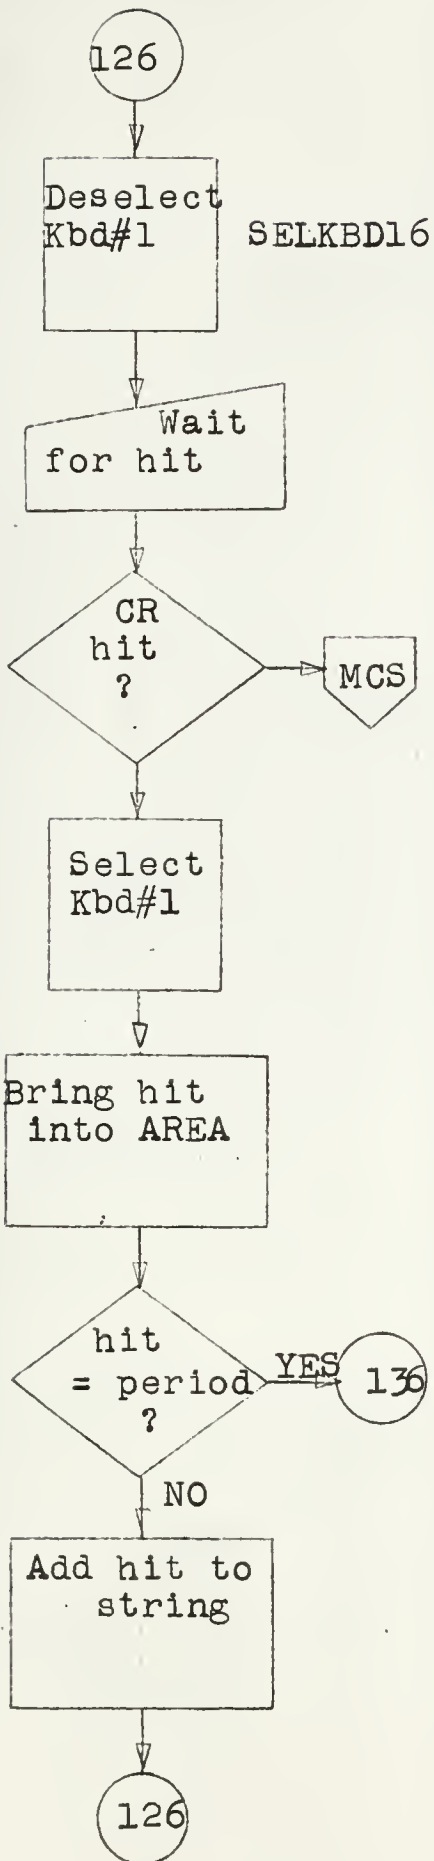 126
Deselect
Kbd#1 SELKBD16
Wait
for hit
CR
hit
?
MCS
Select
Kbd#1
Bring hit
into AREA
hit
= period
?
YES
136
NO
Add hit to
string
126